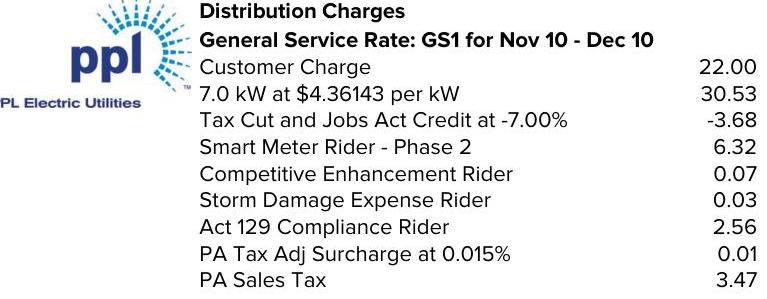 ppl
TM
PL Electric Utilities
Distribution Charges
General Service Rate: GS1 for Nov 10 - Dec 10
Customer Charge 22.00
7.0 kW at $4.36143 per kW 30.53
Tax Cut and Jobs Act Credit at -7.00% -3.68
Smart Meter Rider - Phase 2 6.32
Competitive Enhancement Rider 0.07
Storm Damage Expense Rider 0.03
Act 129 Compliance Rider 2.56
PA Tax Adj Surcharge at 0.015% 0.01
PA Sales Tax 3.47